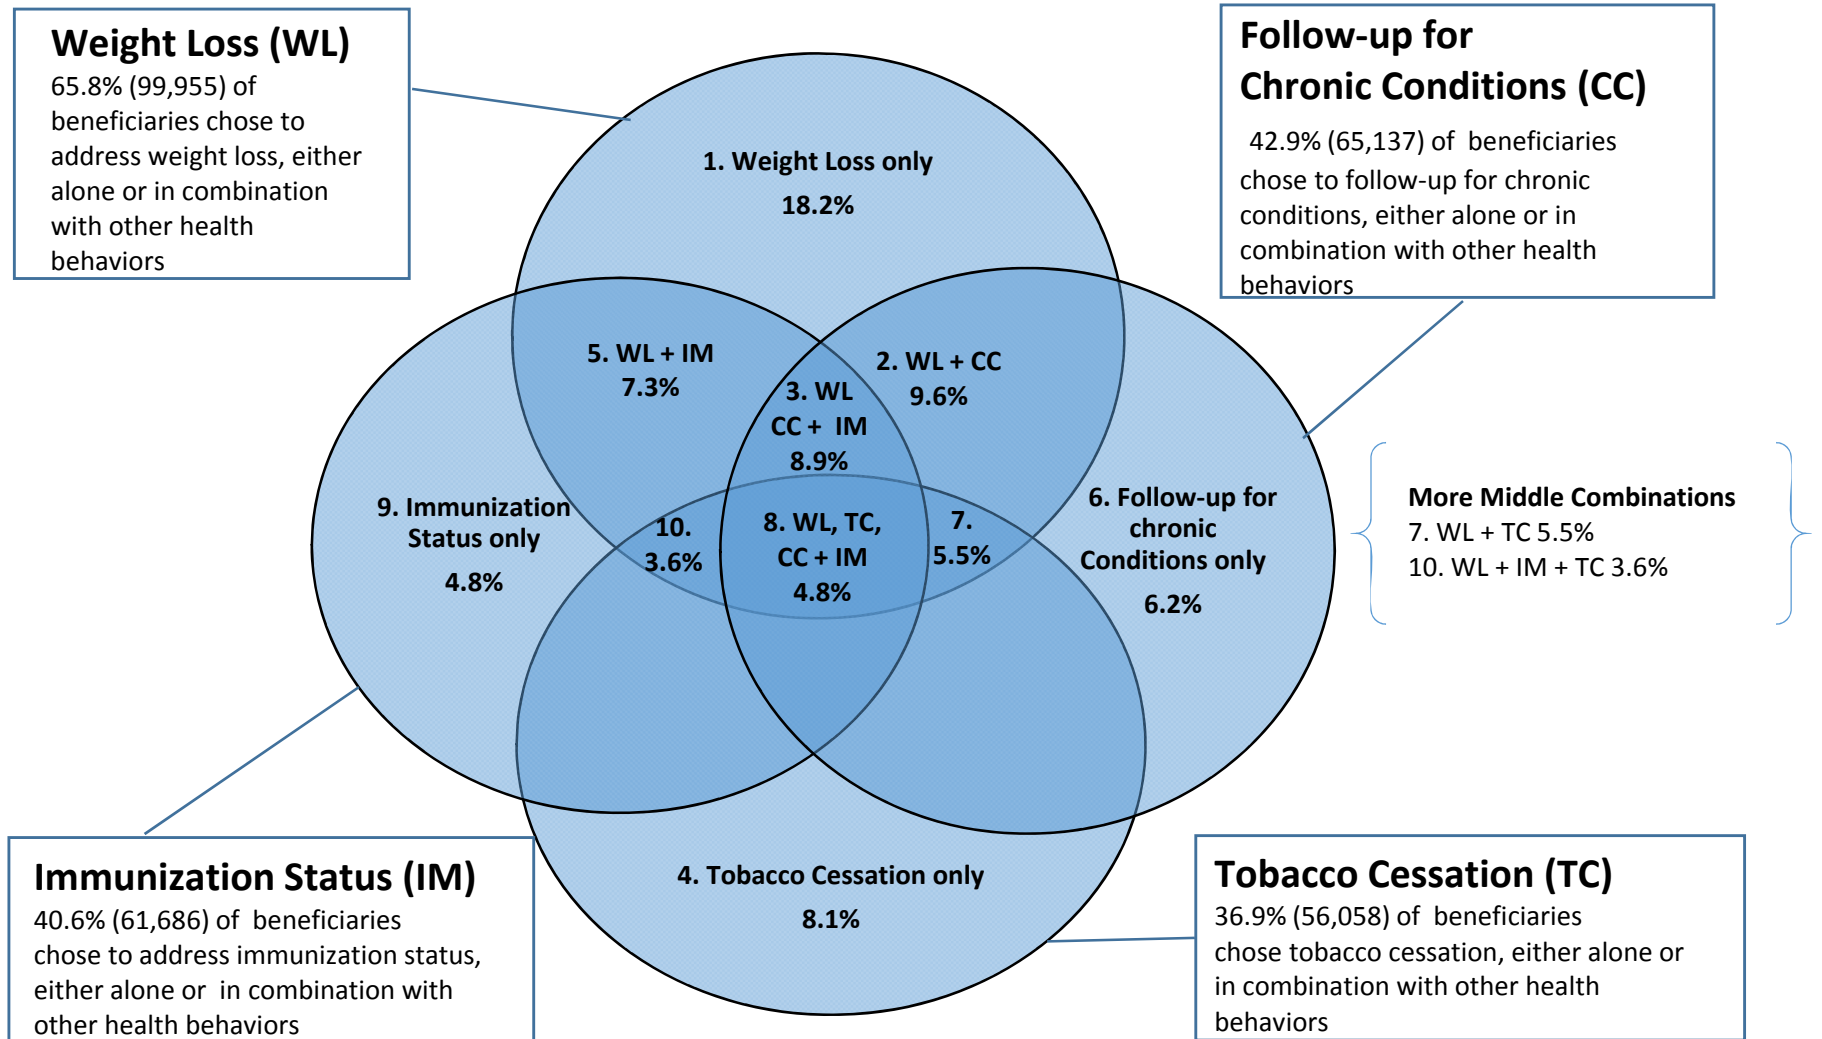 Weight Loss (WL)
65.8% (99,955) of
beneficiaries chose to
address weight loss, either
alone or in combination
with other health
behaviors
Follow-up for
Chronic Conditions (CC)
42.9% (65,137) of beneficiaries
chose to follow-up for chronic
conditions, either alone or in
combination with other health
behaviors
1. Weight Loss only
18.2%
5. WL + IM
7.3%
2. WL + CC
9.6%
3. WL
CC + IM
8.9%
9. Immunization
Status only
4.8%
10.
3.6%
8. WL, TC,
CC + IM
4.8%
7.
5.5%
6. Follow-up for
chronic
Conditions only
6.2%
More Middle Combinations
7. WL + TC 5.5%
10. WL + IM + TC 3.6%
4. Tobacco Cessation only
8.1%
Immunization Status (IM)
40.6% (61,686) of beneficiaries
chose to address immunization status,
either alone or in combination with
other health behaviors
Tobacco Cessation (TC)
36.9% (56,058) of beneficiaries
chose tobacco cessation, either alone or
in combination with other health
behaviors